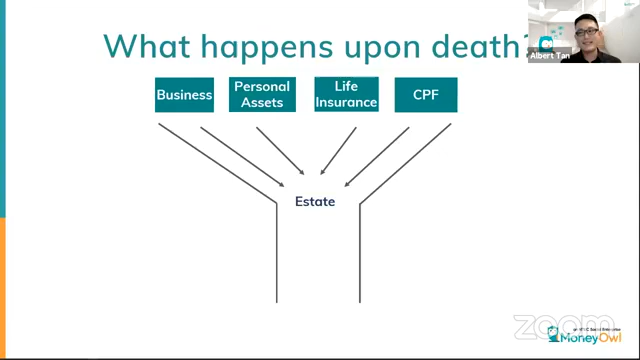 What happens upon death?
Albert Tan
Business
Personal
Assets
Life
Insurance
CPF
Estate
zoom
MoneyOwl